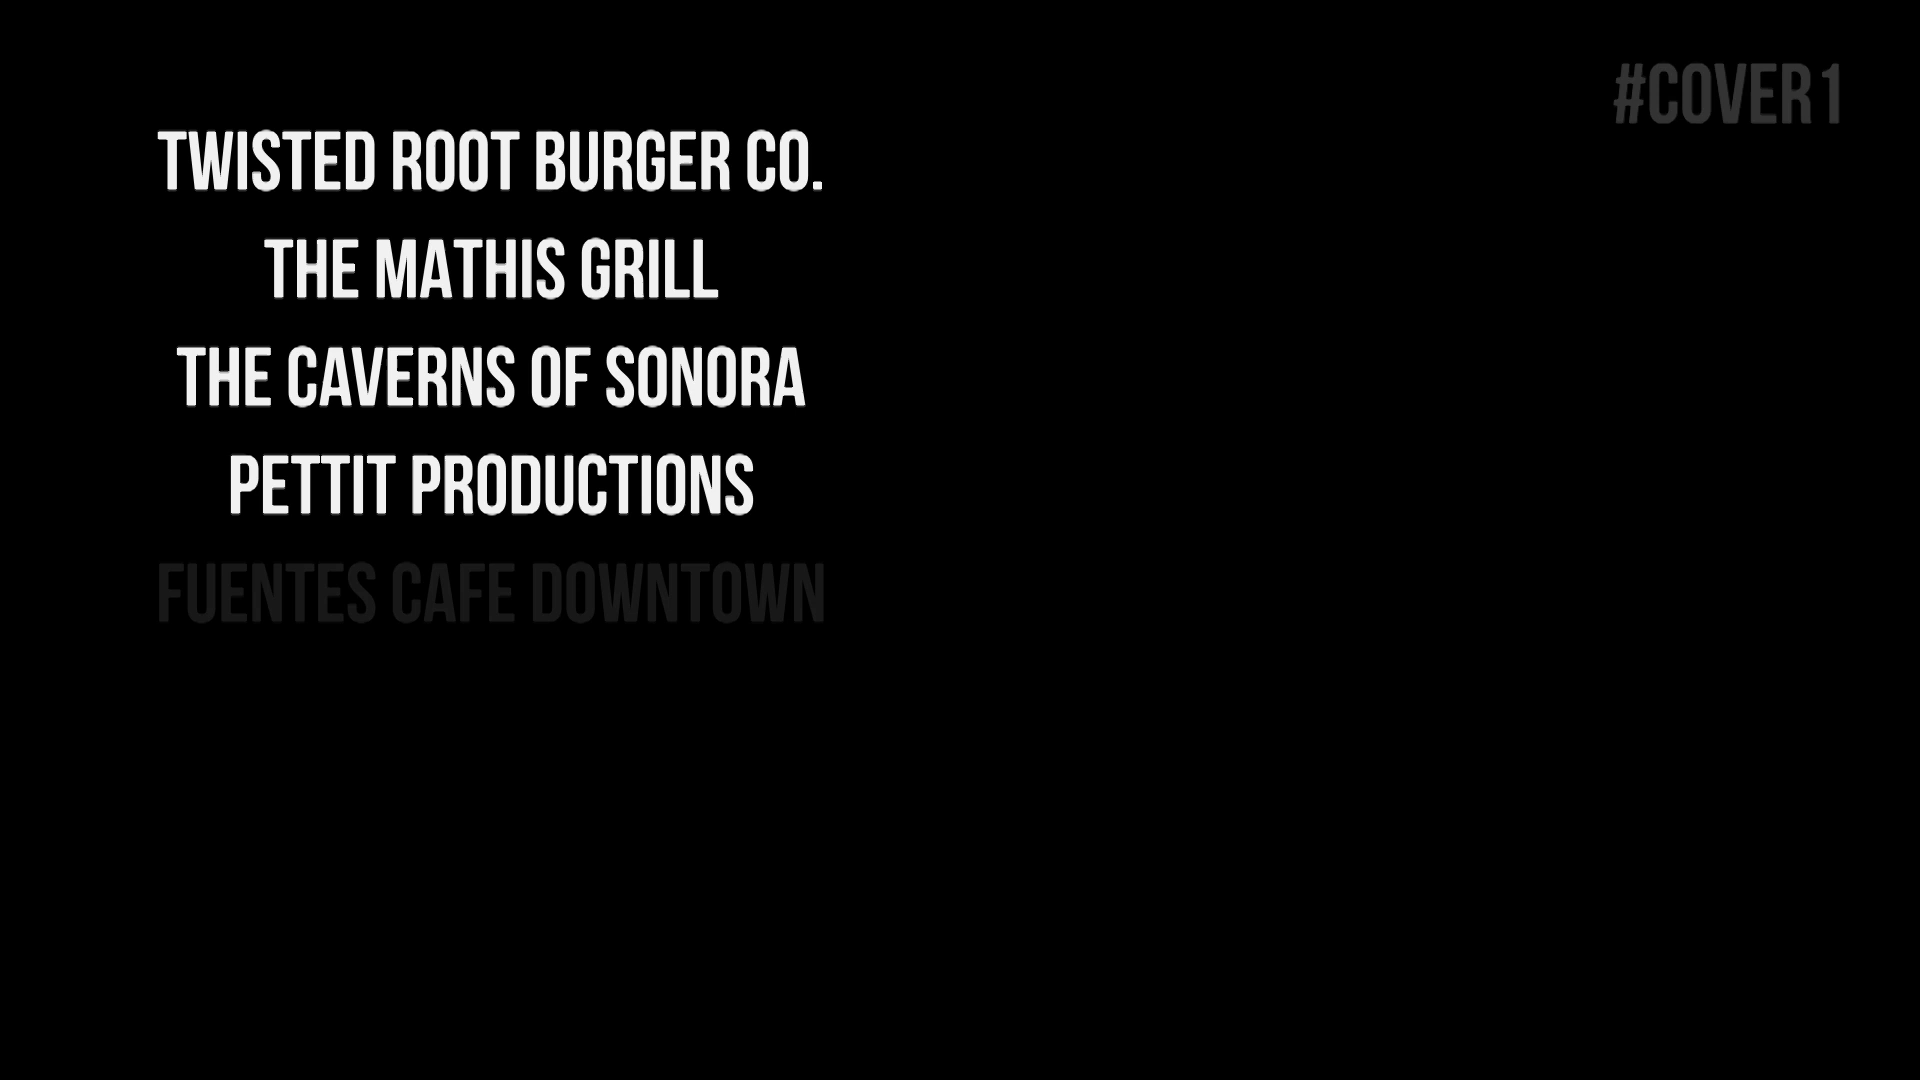 #COVER1
TWISTED ROOT BURGER CO.
THE MATHIS GRILL
THE CAVERNS OF SONORA
PETTIT PRODUCTIONS
FUENTES CAFE DOWNTOWN